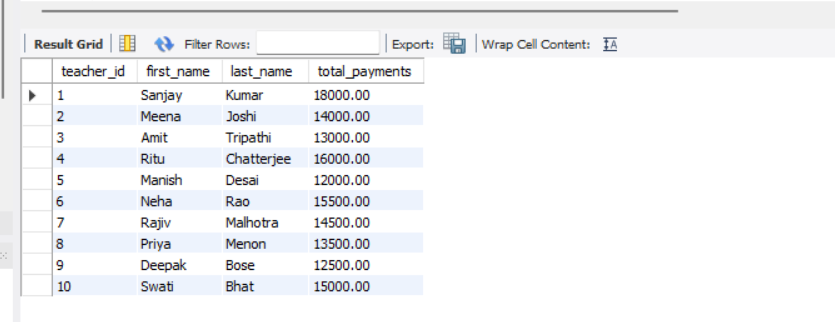 Result Grid Filter Rows: Export: Wrap Cell Content: IA
teacher_id first_name last_name total_payments
1 Sanjay Kumar 18000.00
2 Meena Joshi 14000.00
3 Amit Tripathi 13000.00
4 Ritu Chatterjee 16000.00
5 Manish Desai 12000.00
6 Neha Rao 15500.00
7 Rajiv Malhotra 14500.00
8 Priya Menon 13500.00
9 Deepak Bose 12500.00
10 Swati Bhat 15000.00